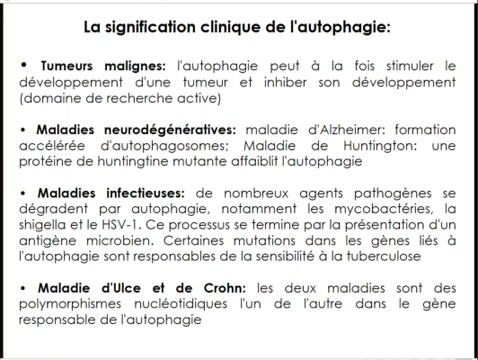 La signification clinique de l'autophagie:
• Tumeurs malignes: l'autophagie peut à la fois stimuler le
développement d'une tumeur et inhiber son développement
(domaine de recherche active)
• Maladies neurodégénératives: maladie d'Alzheimer: formation
accélérée d'autophagosomes; Maladie de Huntington: une
protéine de huntingtine mutante affaiblit l'autophagie
• Maladies infectieuses: de nombreux agents pathogènes se
dégradent par autophagie, notamment les mycobactéries, la
shigella et le HSV-1. Ce processus se termine par la présentation d'un
antigène microbien. Certaines mutations dans les gènes liés à
l'autophagie sont responsables de la sensibilité à la tuberculose
• Maladie d'Ulce et de Crohn: les deux maladies sont des
polymorphismes nucléotidiques l'un de l'autre dans le gène
responsable de l'autophagie